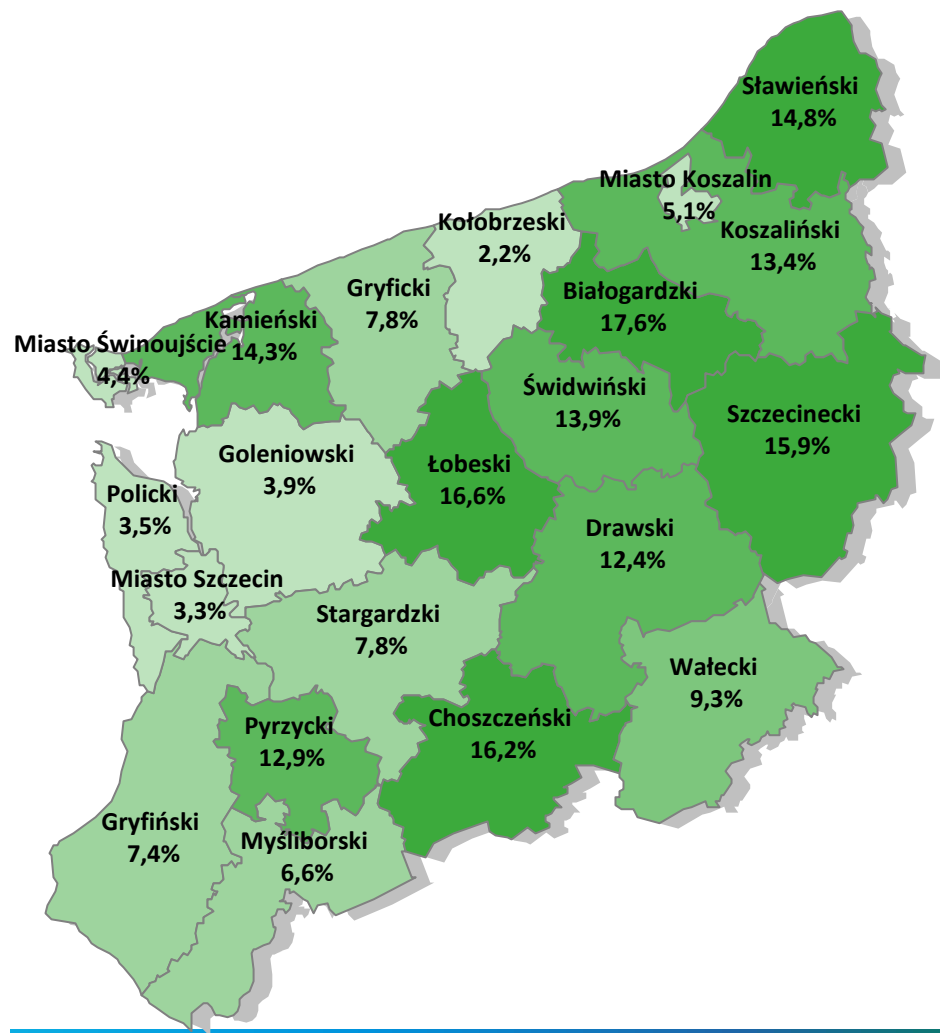 Sławieński
14,8%
Miasto Koszalin
5,1%
Kołobrzeski
2,2%
Koszaliński
13,4%
Gryficki
7,8%
Białogardzki
17,6%
Kamieński
14,3%
Miasto Świnoujście
4,4%
Świdwiński
13,9%
Szczecinecki
15,9%
Goleniowski
3,9%
Łobeski
16,6%
Policki
3,5%
Drawski
12,4%
Miasto Szczecin
3,3%
Stargardzki
7,8%
Wałecki
9,3%
Choszczeński
16,2%
Pyrzycki
12,9%
Gryfiński
7,4%
Myśliborski
6,6%